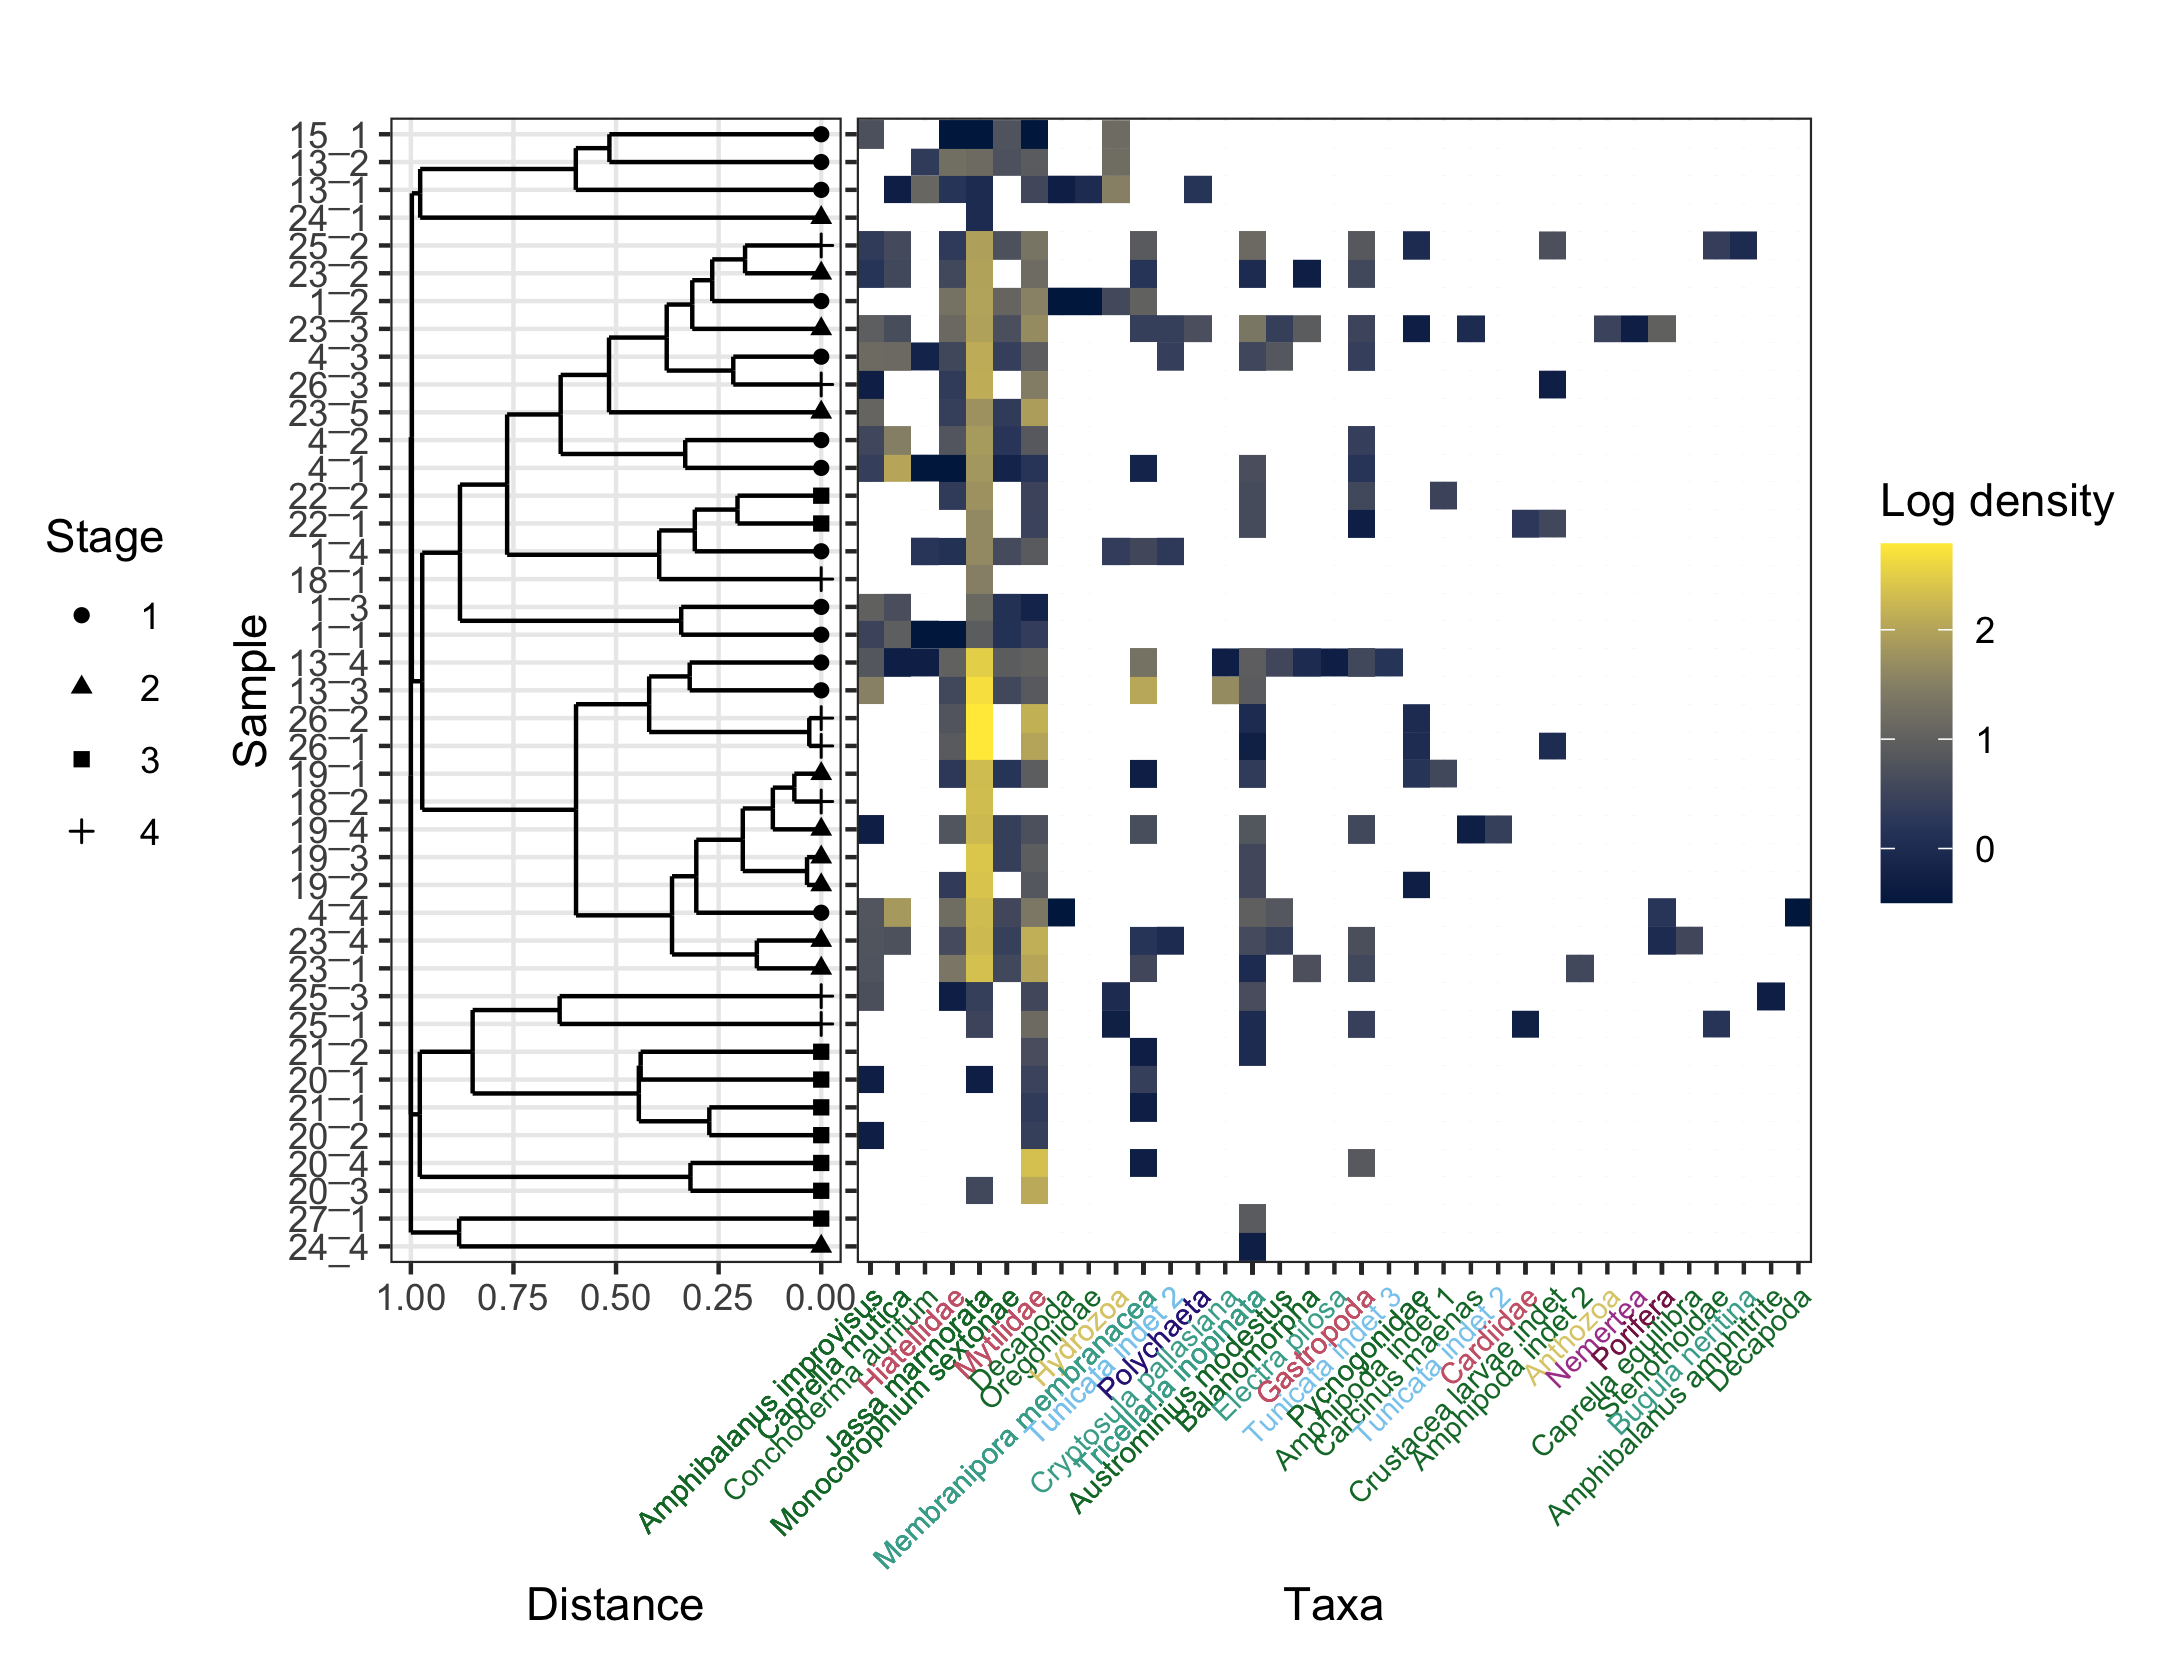 15_1
13_2
13_1
24_1
25_2
23_2
1_2
23_3
4_3
26_3
23_5
4_2
4_1
22_2
22_1
1_4
18_1
1_3
1_1
13_4
13_3
26_2
26_1
19_1
18_2
19_4
19_3
19_2
4_4
23_4
23_1
25_3
25_1
21_2
20_1
21_1
20_2
20_4
20_3
27_1
24_4
Sample
Stage
1
2
3
4
1.00 0.75 0.50 0.25 0.00
Distance
Amphibalanus improvisus
Caprella mutica
Conchoderma auritum
Hiatellidae
Jassa marmorata
Monocorophium sextonae
Mytilidae
Decapoda
Oregoniidae
Hydrozoa
Membranipora membranacea
Tunicata indet 2
Polychaeta
Cryptosula pallasiana
Tricellaria inopinata
Austrominius modestus
Balanomorpha
Electra pilosa
Gastropoda
Tunicata indet 3
Pycnogonidae
Amphipoda indet 1
Carcinus maenas
Tunicata indet 2
Cardiidae
Crustacea larvae indet
Amphipoda indet 2
Anthozoa
Nemertea
Porifera
Caprella equilibra
Stenothoidae
Bugula neritina
Amphibalanus amphitrite
Decapoda
Taxa
Log density
2
1
0